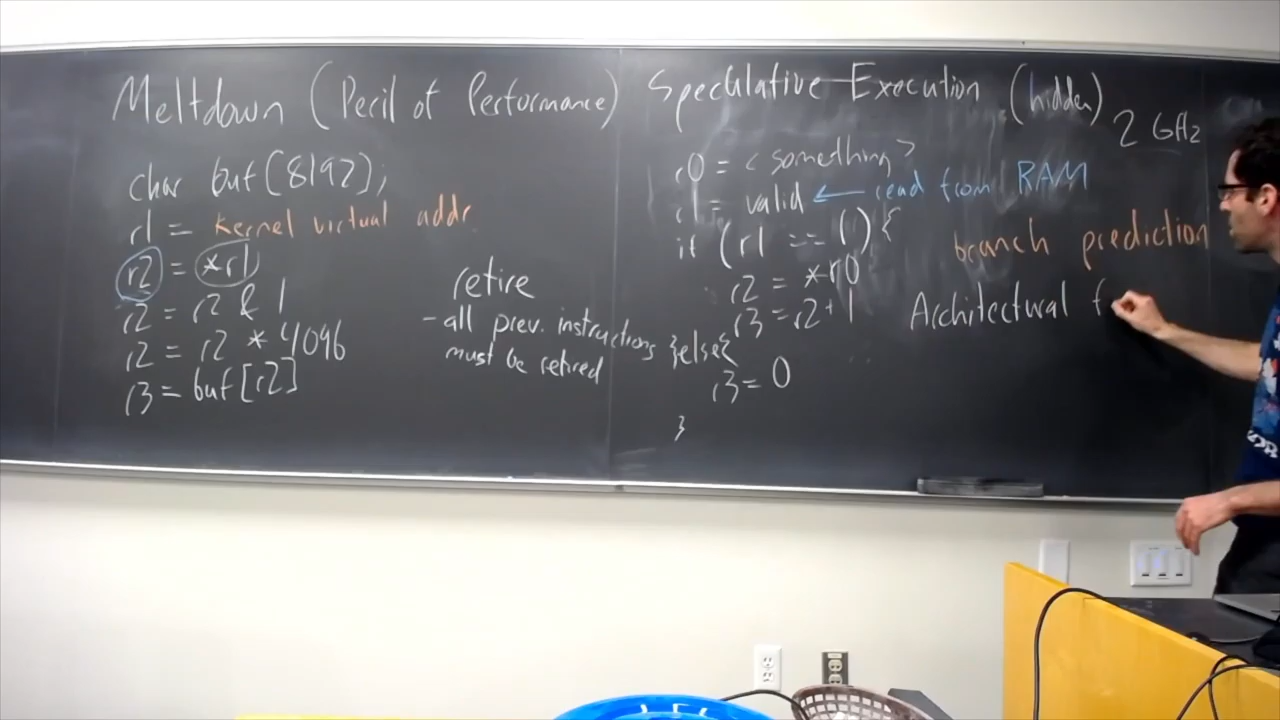 Meltdown (Peril of Performance)
char buf[8192];
r1 = kernel virtual addr
r2 = *r1
r2 = r2 & 1
r2 = r2 * 4096
r3 = buf[r2]
retire
- all prev. instructions
must be retired
Speculative Execution (hidden)
2 GHz
r0 = <something>
r1 = valid ← read from RAM
if (r1 == 1) {
r2 = *r0
r3 = r2 + 1
}else{
r3 = 0
}
branch prediction
Architectural f